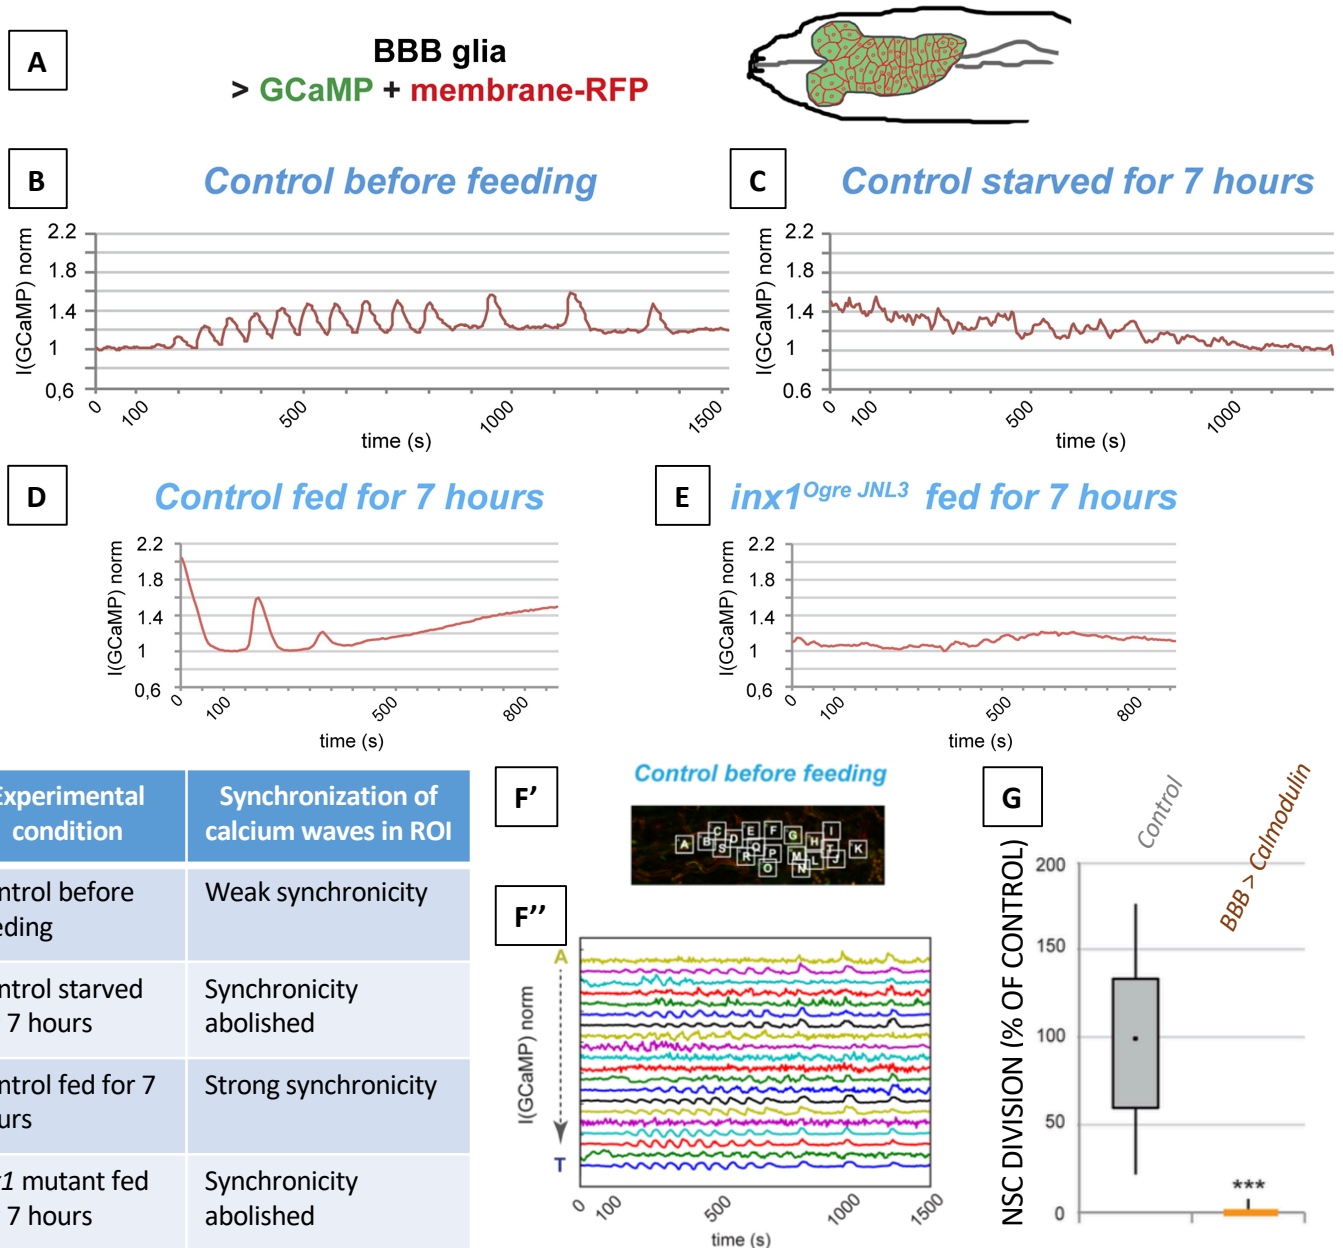 A
BBB glia
> GCaMP + membrane-RFP
B
Control before feeding
C
Control starved for 7 hours
I(GCaMP) norm
2.2
1.8
1.4
1
0,6
0
100
500
1000
1500
time (s)
I(GCaMP) norm
2.2
1.8
1.4
1
0.6
0
100
500
1000
time (s)
D
Control fed for 7 hours
E
inx1Ogre JNL3 fed for 7 hours
I(GCaMP) norm
2.2
1.8
1.4
1
0,6
0
100
500
800
time (s)
I(GCaMP) norm
2.2
1.8
1.4
1
0,6
0
100
500
800
time (s)
xperimental
condition
Synchronization of
calcium waves in ROI
ntrol before
eding
Weak synchronicity
ntrol starved
7 hours
Synchronicity
abolished
ntrol fed for 7
urs
Strong synchronicity
1 mutant fed
7 hours
Synchronicity
abolished
F'
Control before feeding
A
B
C
S
D
E
R
Q
F
P
O
G
M
N
H
L
I
T
J
K
F''
A
I(GCaMP) norm
T
0
100
500
1000
1500
time (s)
G
Control
BBB > Calmodulin
NSC DIVISION (% OF CONTROL)
200
150
100
50
0
***